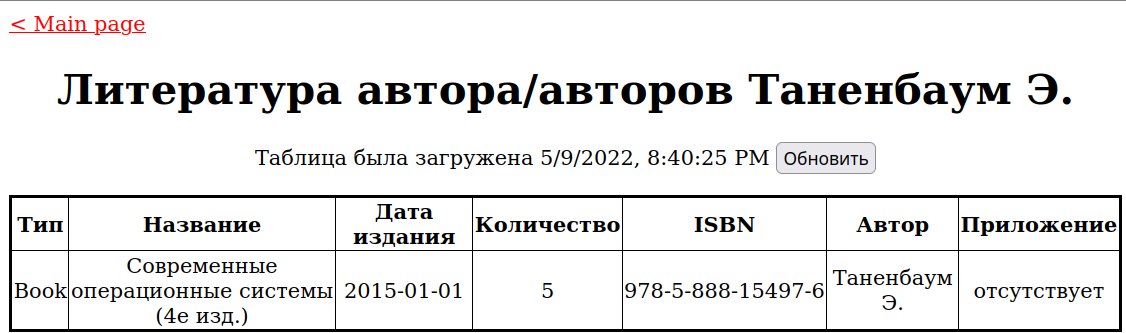 < Main page
Литература автора/авторов Таненбаум Э.
Таблица была загружена 5/9/2022, 8:40:25 PM Обновить
Тип Название Дата издания Количество ISBN Автор Приложение
Book Современные операционные системы (4е изд.) 2015-01-01 5 978-5-888-15497-6 Таненбаум Э. отсутствует